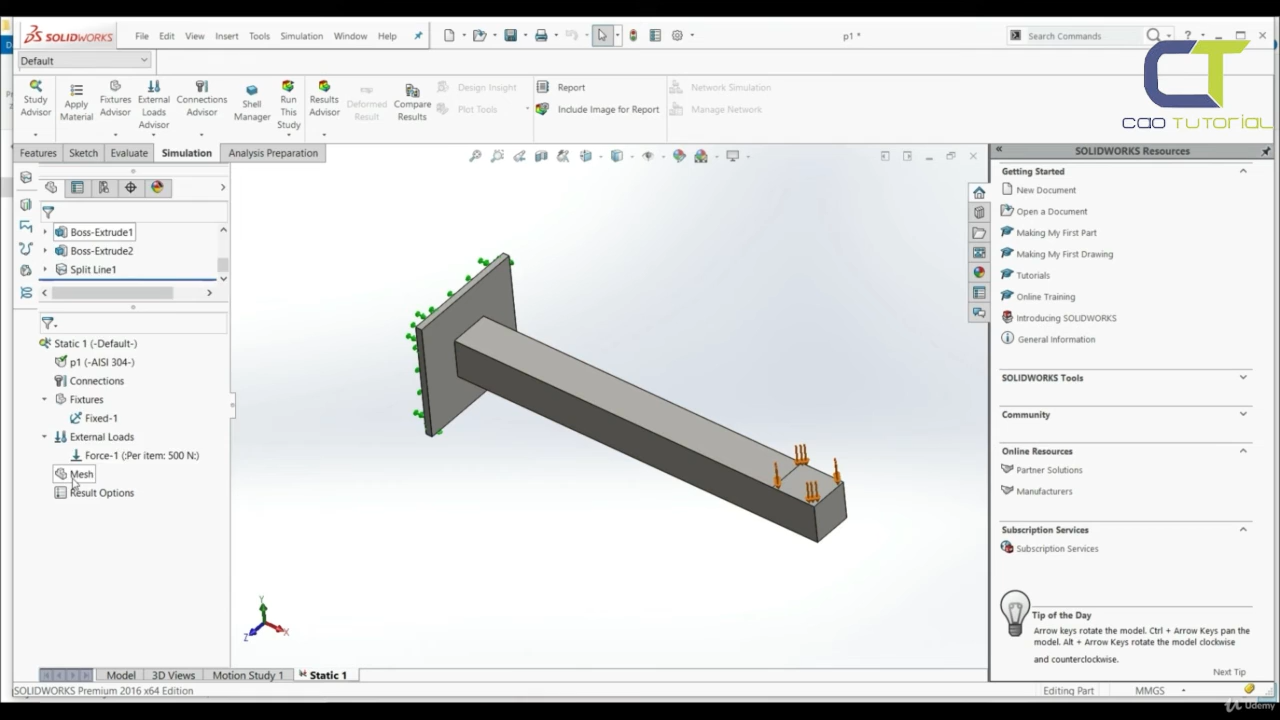 SOLIDWORKS File Edit View Insert Tools Simulation Window Help p1 * Search Commands ?
Default
CT
CAO TUTORIAL
Study Advisor
Apply Material
Fixtures Advisor
External Loads Advisor
Connections Advisor
Shell Manager
Run This Study
Results Advisor
Deformed Result
Compare Results
Design Insight
Plot Tools
Report
Include Image for Report
Network Simulation
Manage Network
Features Sketch Evaluate Simulation Analysis Preparation
Boss-Extrude1
Boss-Extrude2
Split Line1
Static 1 (-Default-)
p1 (-AISI 304-)
Connections
Fixtures
Fixed-1
External Loads
Force-1 (:Per item: 500 N:)
Mesh
Result Options
Y
Z X
SOLIDWORKS Resources
Getting Started
New Document
Open a Document
Making My First Part
Making My First Drawing
Tutorials
Online Training
Introducing SOLIDWORKS
General Information
SOLIDWORKS Tools
Community
Online Resources
Partner Solutions
Manufacturers
Subscription Services
Subscription Services
Tip of the Day
Arrow keys rotate the model. Ctrl + Arrow Keys pan the
model. Alt + Arrow Keys rotate the model clockwise
and counterclockwise.
Next Tip
Model 3D Views Motion Study 1 Static 1
SOLIDWORKS Premium 2016 x64 Edition Editing Part MMGS
Udemy